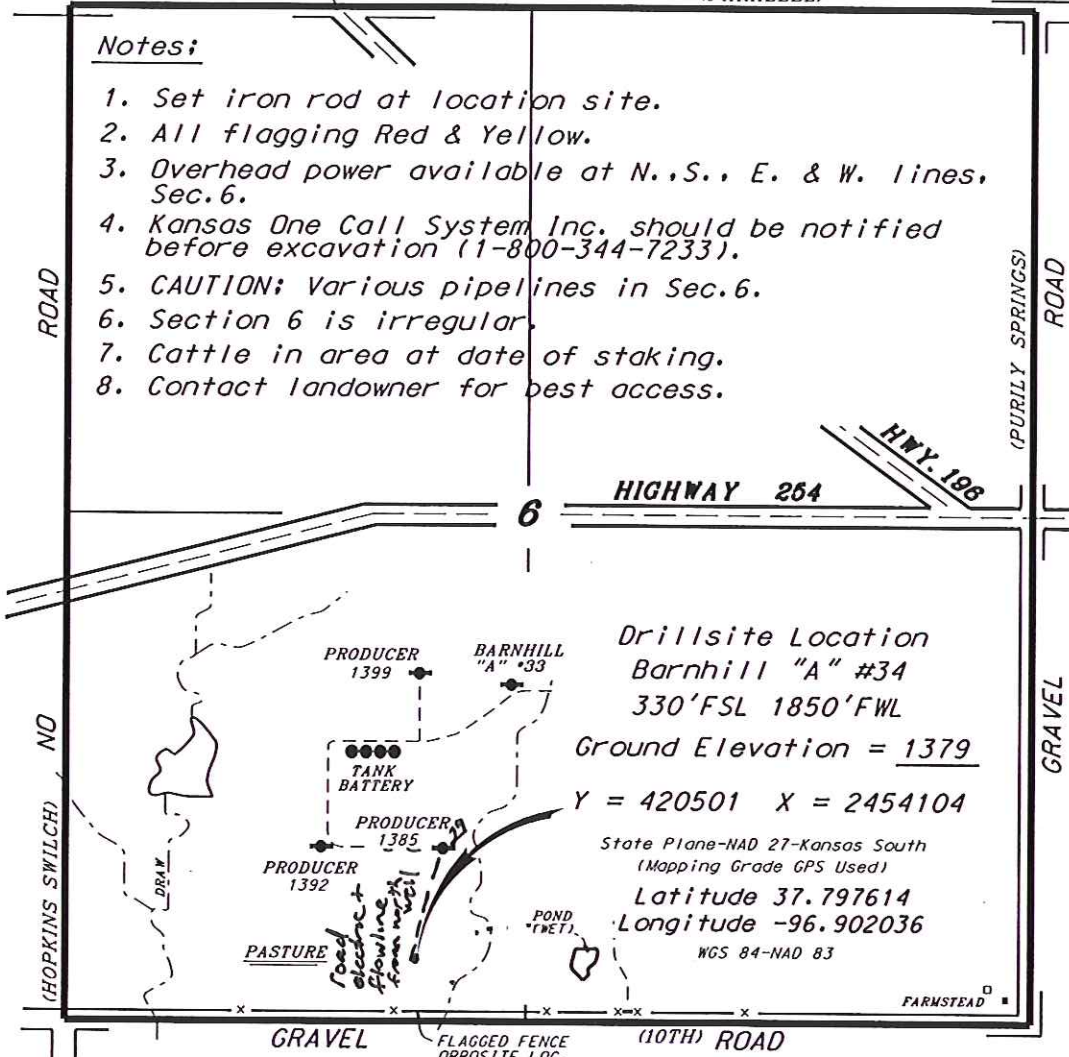 Notes:
1. Set iron rod at location site.
2. All flagging Red & Yellow.
3. Overhead power available at N.,S., E. & W. lines,
Sec.6.
4. Kansas One Call System Inc. should be notified
before excavation (1-800-344-7233).
5. CAUTION: Various pipelines in Sec.6.
6. Section 6 is irregular.
7. Cattle in area at date of staking.
8. Contact landowner for best access.
ROAD
(PURILY SPRINGS)
ROAD
HWY. 196
HIGHWAY 254
6
PRODUCER
1399
BARNHILL
"A" #33
TANK
BATTERY
PRODUCER
1385
29
PRODUCER
1392
Drillsite Location
Barnhill "A" #34
330'FSL 1850'FWL
Ground Elevation = 1379
Y = 420501 X = 2454104
State Plane-NAD 27-Kansas South
(Mapping Grade GPS Used)
Latitude 37.797614
Longitude -96.902036
WGS 84-NAD 83
NO
(HOPKINS SWILCH)
GRAVEL
DRAW
road
electric +
flowline
from north
well
POND
(WET)
PASTURE
FARMSTEAD
GRAVEL
(10TH) ROAD
FLAGGED FENCE
OPPOSITE LOC.